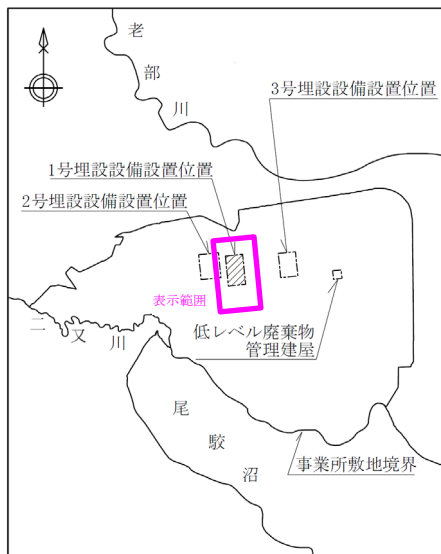 老部川
3号埋設設備設置位置
1号埋設設備設置位置
2号埋設設備設置位置
表示範囲
低レベル廃棄物
管理建屋
二又川
尾駮沼
事業所敷地境界